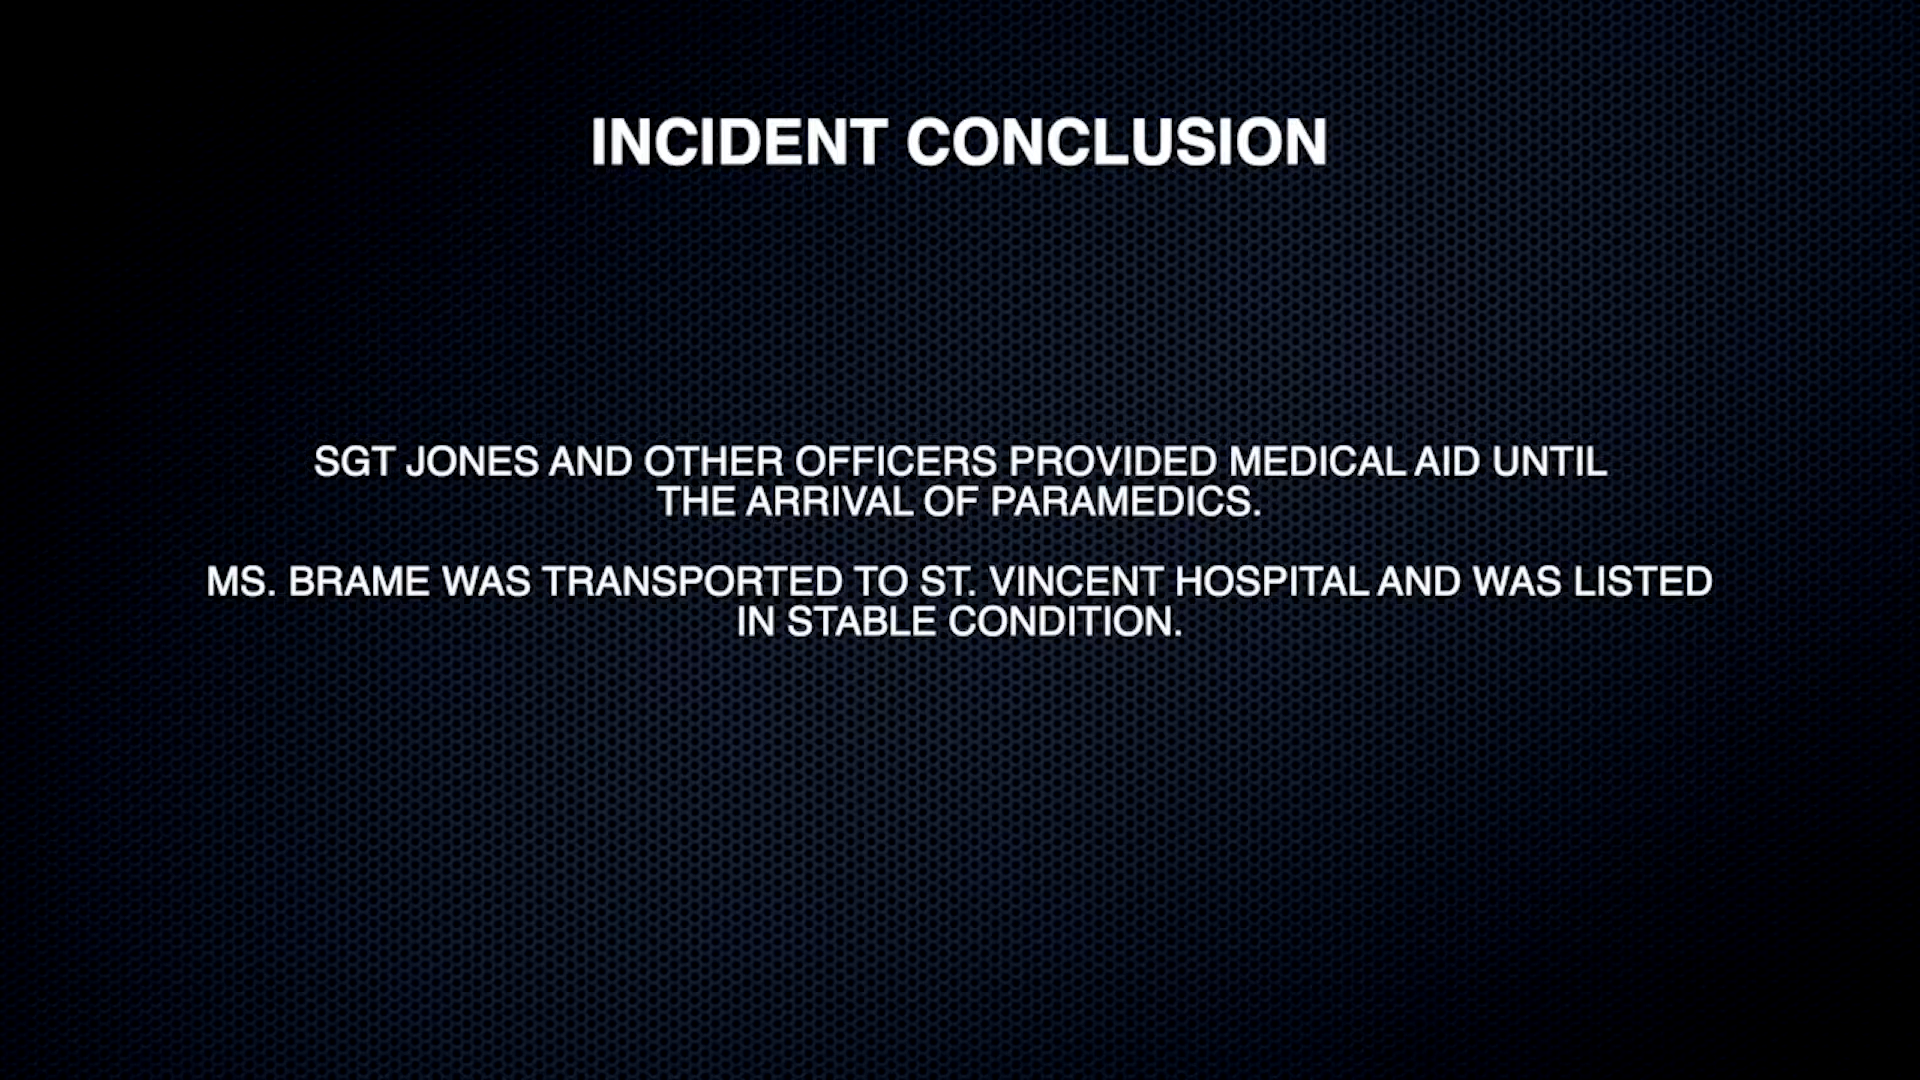 INCIDENT CONCLUSION
SGT JONES AND OTHER OFFICERS PROVIDED MEDICAL AID UNTIL
THE ARRIVAL OF PARAMEDICS.
MS. BRAME WAS TRANSPORTED TO ST. VINCENT HOSPITAL AND WAS LISTED
IN STABLE CONDITION.